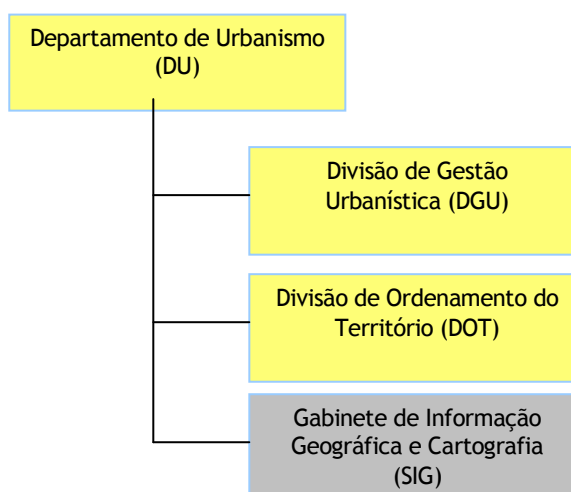 Departamento de Urbanismo
(DU)
Divisão de Gestão
Urbanística (DGU)
Divisão de Ordenamento do
Território (DOT)
Gabinete de Informação
Geográfica e Cartografia
(SIG)